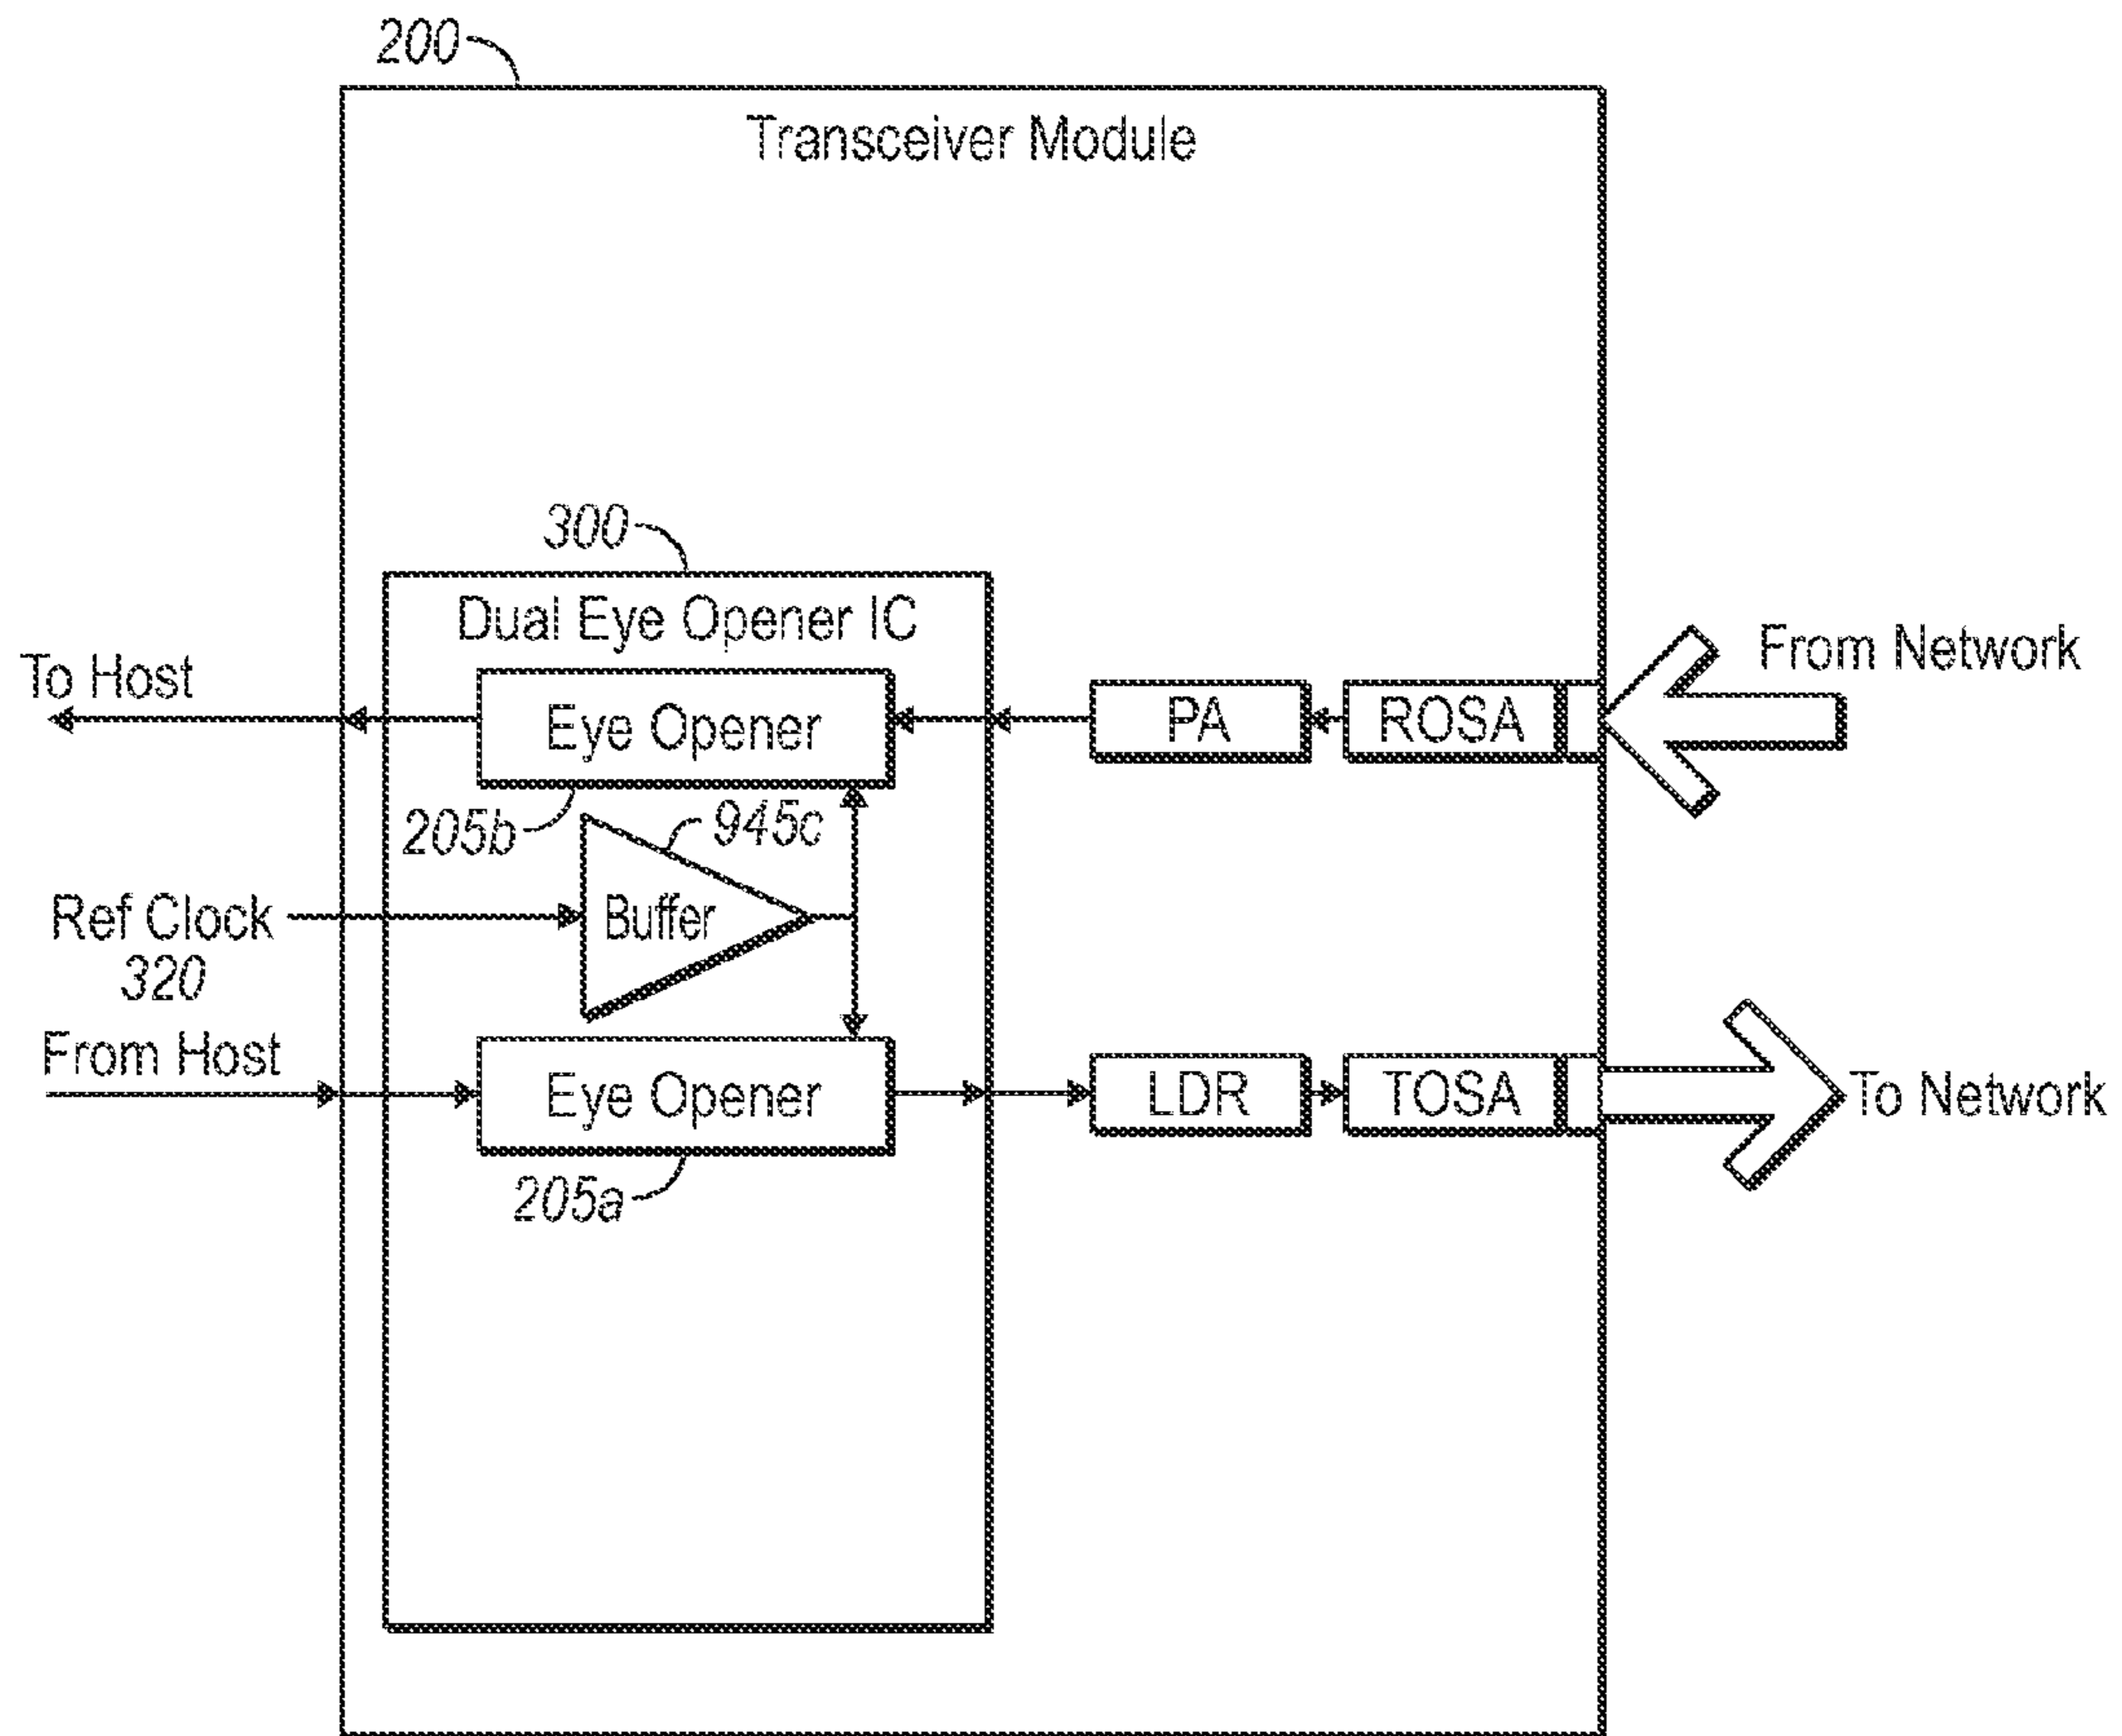 200
Transceiver Module
300
Dual Eye Opener IC
To Host
Eye Opener
PA
ROSA
From Network
205b
945c
Ref Clock
320
Buffer
From Host
Eye Opener
LDR
TOSA
To Network
205a